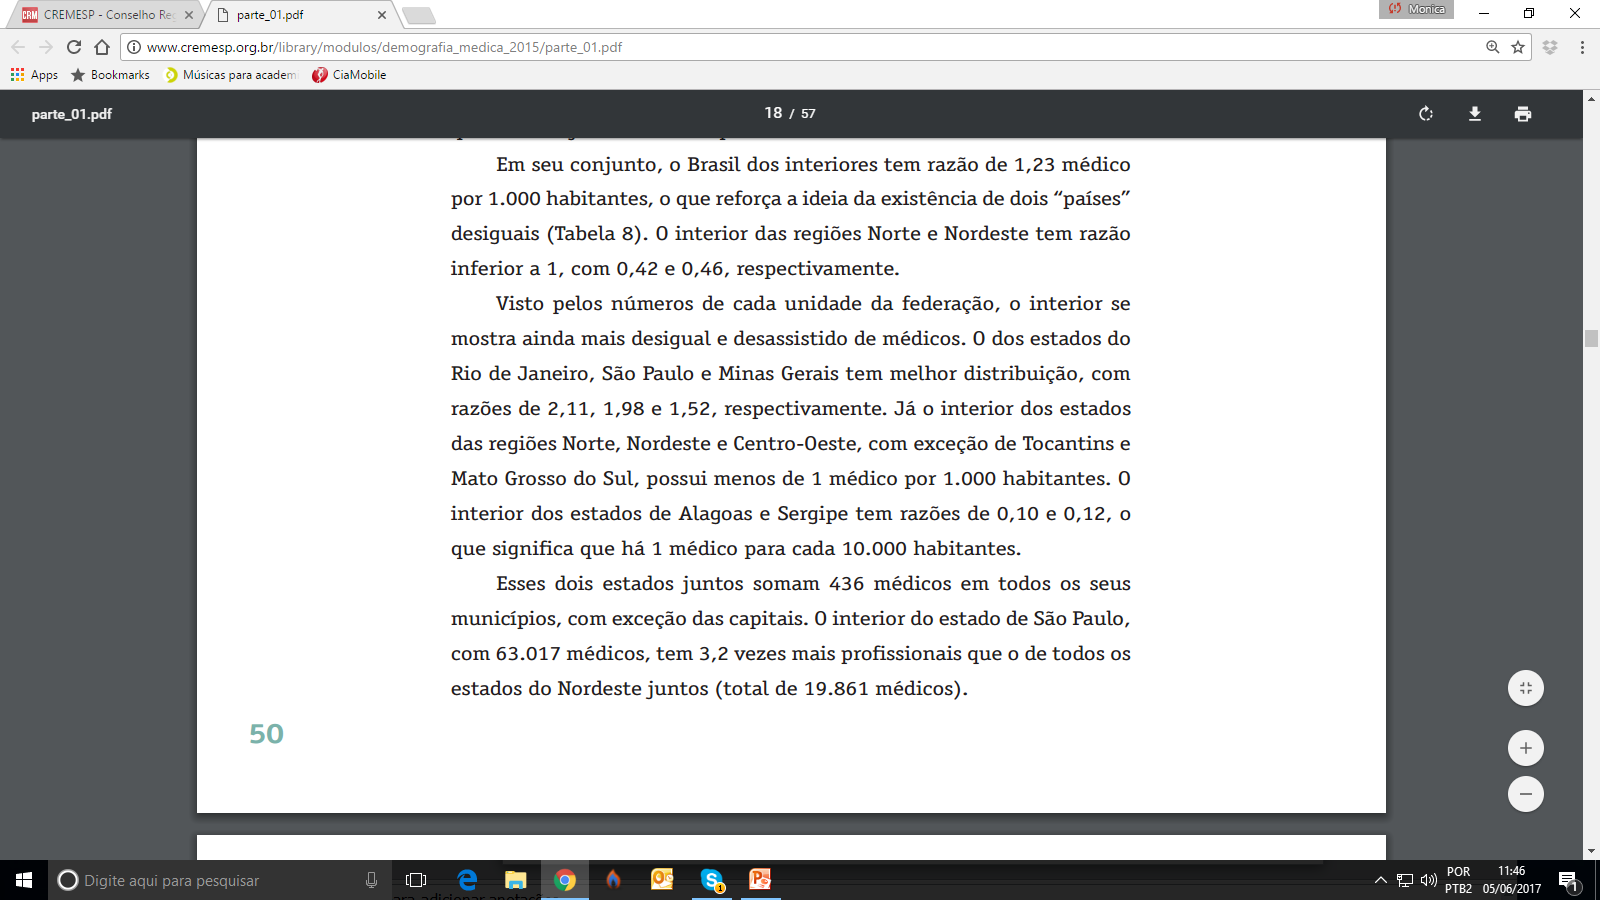 CREMESP - Conselho Reg
parte_01.pdf
Monica
www.cremesp.org.br/library/modulos/demografia_medica_2015/parte_01.pdf
Apps
Bookmarks
Músicas para academ
CiaMobile
parte_01.pdf
18 / 57
Em seu conjunto, o Brasil dos interiores tem razão de 1,23 médico
por 1.000 habitantes, o que reforça a ideia da existência de dois “países”
desiguais (Tabela 8). O interior das regiões Norte e Nordeste tem razão
inferior a 1, com 0,42 e 0,46, respectivamente.
Visto pelos números de cada unidade da federação, o interior se
mostra ainda mais desigual e desassistido de médicos. O dos estados do
Rio de Janeiro, São Paulo e Minas Gerais tem melhor distribuição, com
razões de 2,11, 1,98 e 1,52, respectivamente. Já o interior dos estados
das regiões Norte, Nordeste e Centro-Oeste, com exceção de Tocantins e
Mato Grosso do Sul, possui menos de 1 médico por 1.000 habitantes. O
interior dos estados de Alagoas e Sergipe tem razões de 0,10 e 0,12, o
que significa que há 1 médico para cada 10.000 habitantes.
Esses dois estados juntos somam 436 médicos em todos os seus
municípios, com exceção das capitais. O interior do estado de São Paulo,
com 63.017 médicos, tem 3,2 vezes mais profissionais que o de todos os
estados do Nordeste juntos (total de 19.861 médicos).
50
Digite aqui para pesquisar
POR
PTB2
11:46
05/06/2017
1